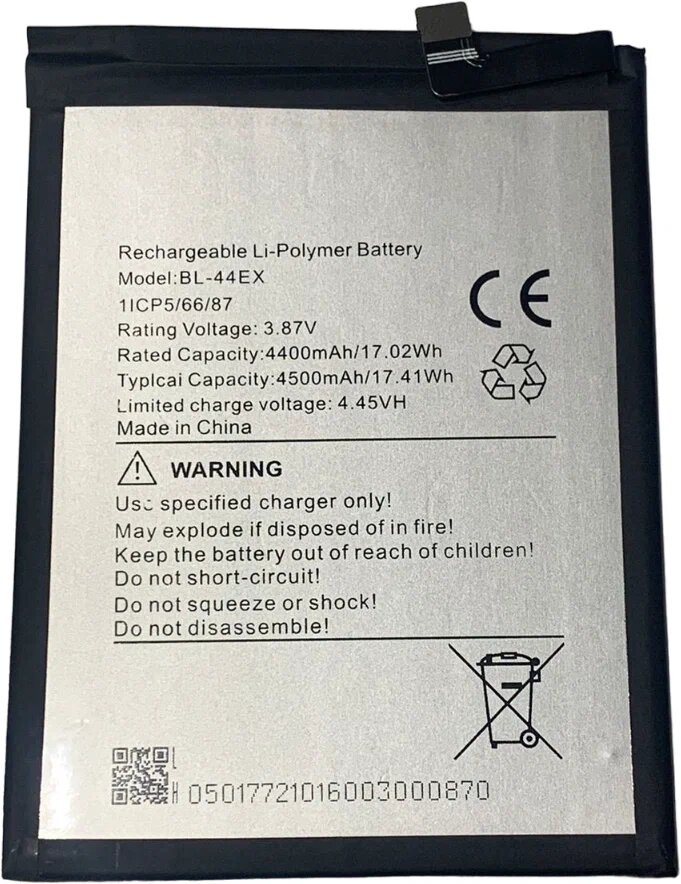 Rechargeable Li-Polymer Battery
Model:BL-44EX
1ICP5/66/87
Rating Voltage: 3.87V
Rated Capacity:4400mAh/17.02Wh
Typlcai Capacity:4500mAh/17.41Wh
Limited charge voltage: 4.45VH
Made in China
CE
WARNING
Use specified charger only!
May explode if disposed of in fire!
Keep the battery out of reach of children!
Do not short-circuit!
Do not squeeze or shock!
Do not disassemble!
L
H 05017721016003000870